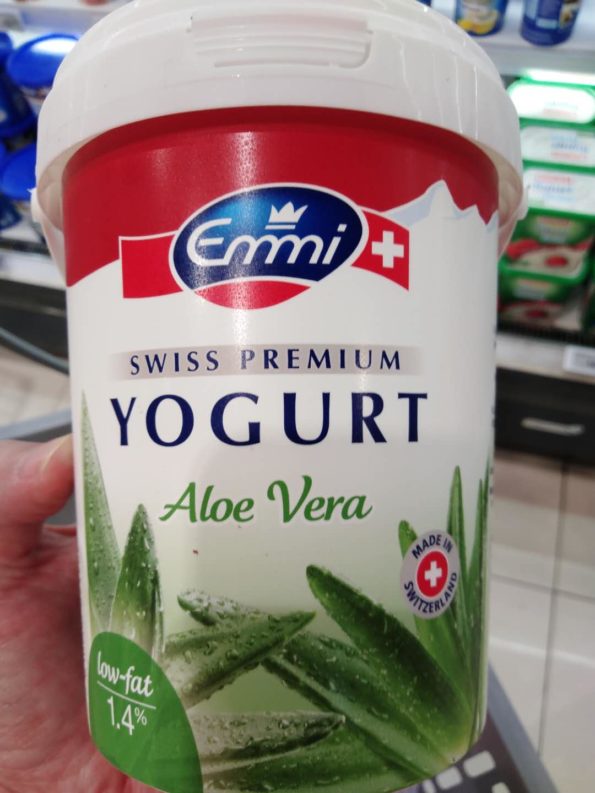 Emmi
SWISS PREMIUM
YOGURT
Aloe Vera
MADE IN
SWITZERLAND
low-fat
1.4%